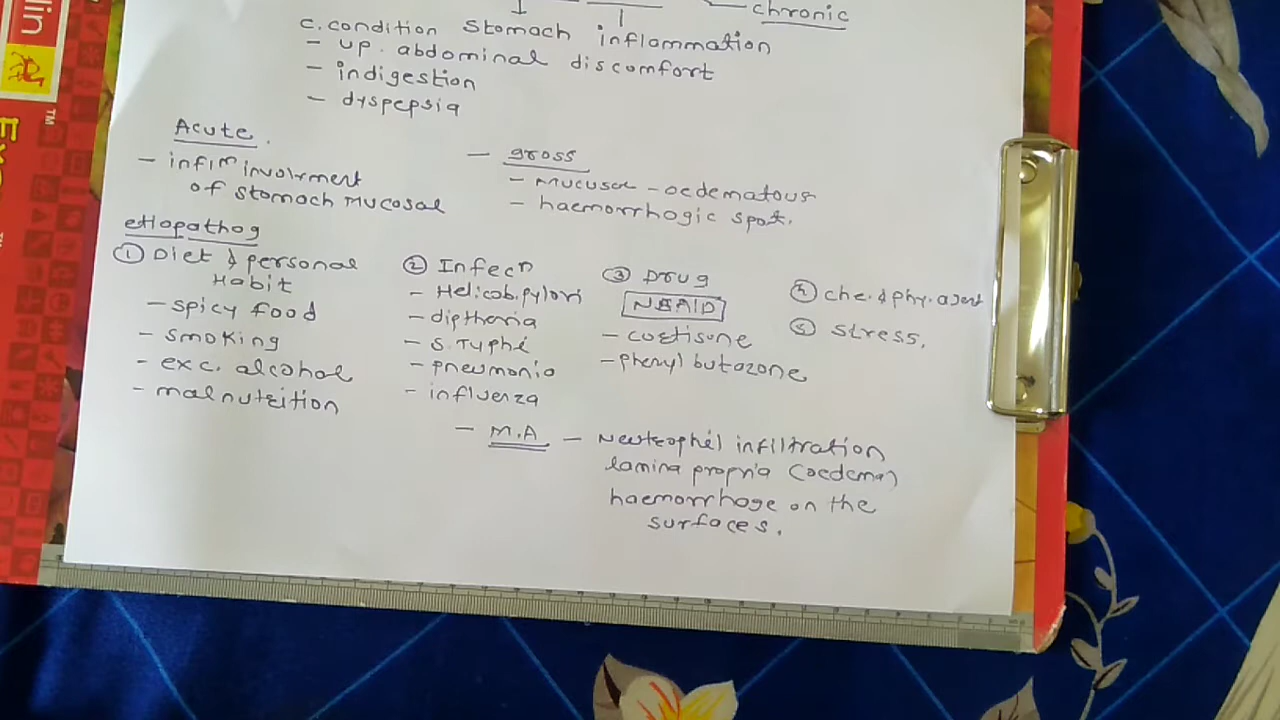 chronic
c. condition stomach inflammation
- up. abdominal discomfort
- indigestion
- dyspepsia
Acute.
- inflm involvment
of stomach Mucosal
- gross
- Mucusal - oedematous
- haemorrhogic spot.
etiopathog
① Diet & personal
Habit
- spicy food
- smoking
- exc. alcohol
- malnutrition
② Infecn
- Helicob. pylori
- diptheria
- S. Typhi
- pneumonia
- influenza
③ Drug
NSAID
- cortisone
- phenyl butazone
④ che. & phy. agent
⑤ stress.
- M.A - Neutrophil infiltration
lamina propria (oedema)
haemorrhage on the
surfaces.
lin
TM